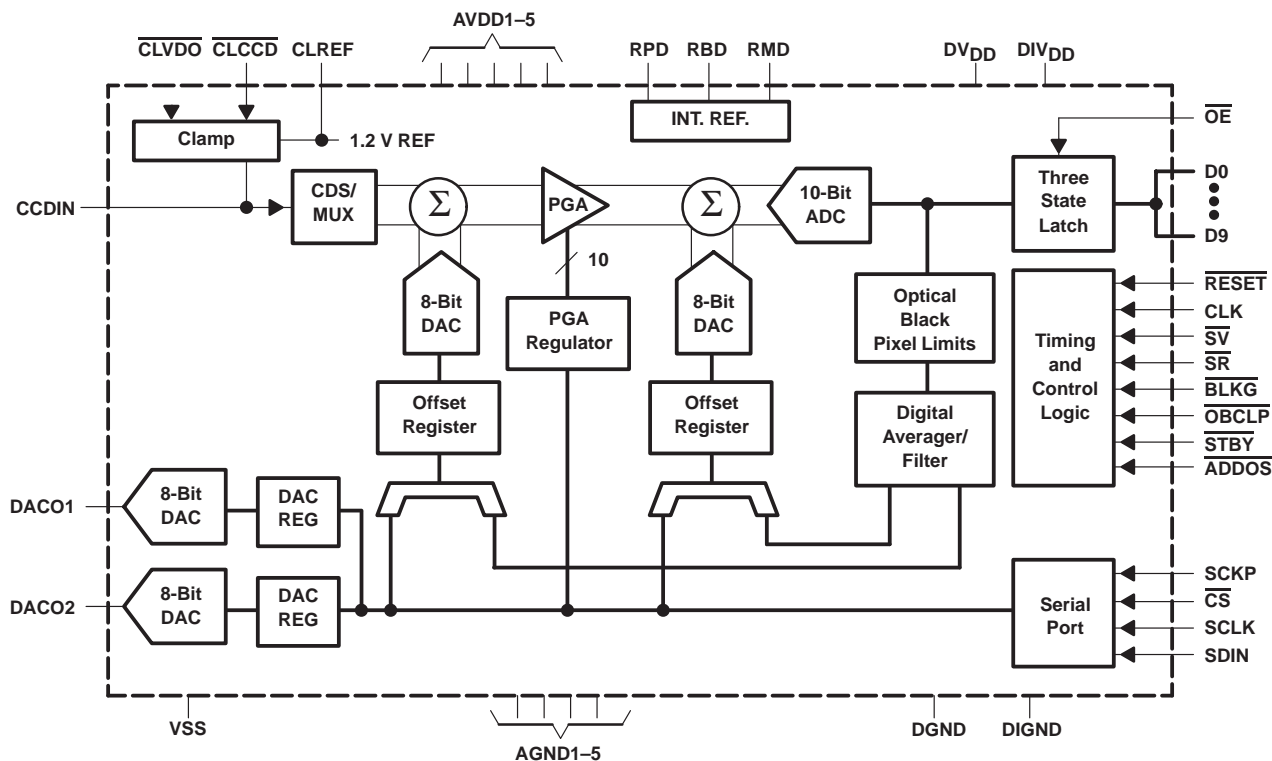 AVDD1–5
CLVDO CLCCD CLREF
RPD RBD RMD
DVDD DIVDD
INT. REF.
OE
Clamp
1.2 V REF
CCDIN
CDS/
MUX
Σ
PGA
Σ
10-Bit
ADC
Three
State
Latch
D0
D9
10
8-Bit
DAC
PGA
Regulator
8-Bit
DAC
Optical
Black
Pixel Limits
Timing
and
Control
Logic
RESET
CLK
SV
SR
BLKG
OBCLP
STBY
ADDOS
Offset
Register
Offset
Register
Digital
Averager/
Filter
DACO1
8-Bit
DAC
DAC
REG
DACO2
8-Bit
DAC
DAC
REG
Serial
Port
SCKP
CS
SCLK
SDIN
VSS
AGND1–5
DGND
DIGND